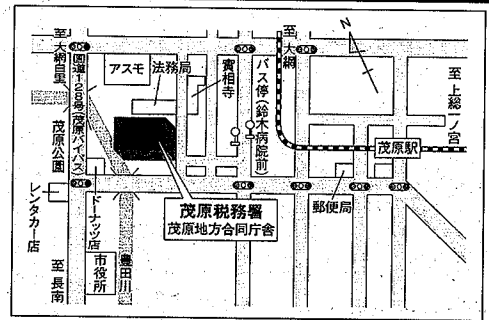 至大網白里
国道128号(茂原バイパス)
アスモ
法務局
實相寺
バス停(鈴木病院前)
至大網
N
至上総一ノ宮
茂原駅
茂原公園
レンタカー店
ドーナッツ店
茂原税務署
茂原地方合同庁舎
郵便局
至長南
市役所
豊田川